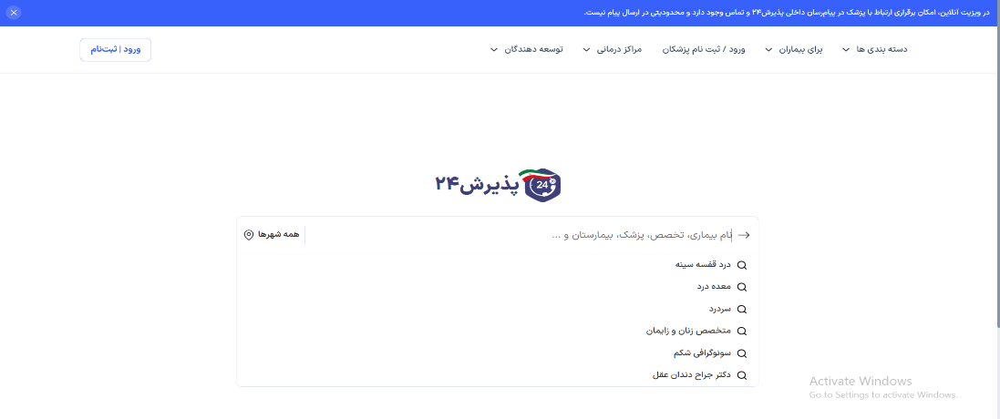 در ویزیت آنلاین، امکان برقراری ارتباط با پزشک در پیام‌رسان داخلی پذیرش۲۴ و تماس وجود دارد و محدودیتی در ارسال پیام نیست.
دسته بندی ها
برای بیماران
ورود / ثبت نام پزشکان
مراکز درمانی
توسعه دهندگان
ورود | ثبت‌نام
24
پذیرش۲۴
نام بیماری، تخصص، پزشک، بیمارستان و ...
همه شهرها
درد قفسه سینه
معده درد
سردرد
متخصص زنان و زایمان
سونوگرافی شکم
دکتر جراح دندان عقل
Activate Windows
Go to Settings to activate Windows.